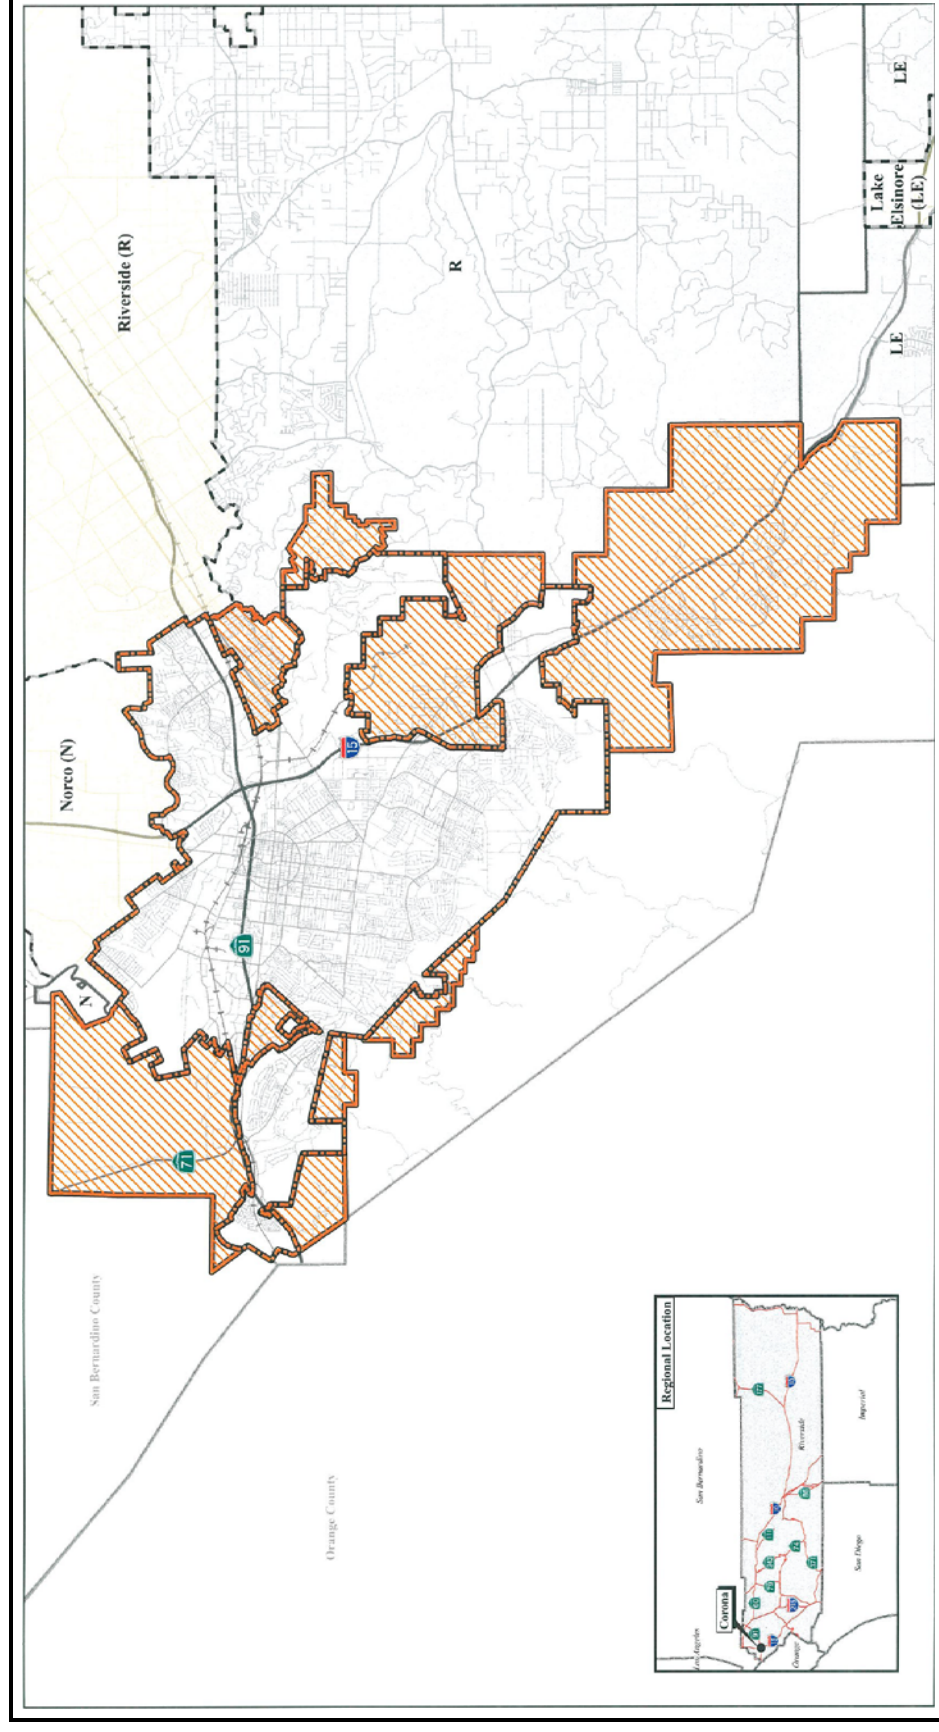 San Bernardino County
Orange County
Norco (N)
N
Riverside (R)
R
71
91
15
LE
Lake
Elsinore
(LE)
LE
Regional Location
Los Angeles
San Bernardino
Corona
Riverside
Orange
San Diego
Imperial